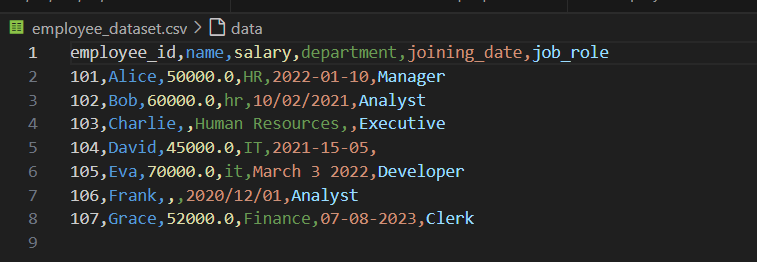 employee_dataset.csv > data
1 employee_id,name,salary,department,joining_date,job_role
2 101,Alice,50000.0,HR,2022-01-10,Manager
3 102,Bob,60000.0,hr,10/02/2021,Analyst
4 103,Charlie,,Human Resources,,Executive
5 104,David,45000.0,IT,2021-15-05,
6 105,Eva,70000.0,it,March 3 2022,Developer
7 106,Frank,,,2020/12/01,Analyst
8 107,Grace,52000.0,Finance,07-08-2023,Clerk
9